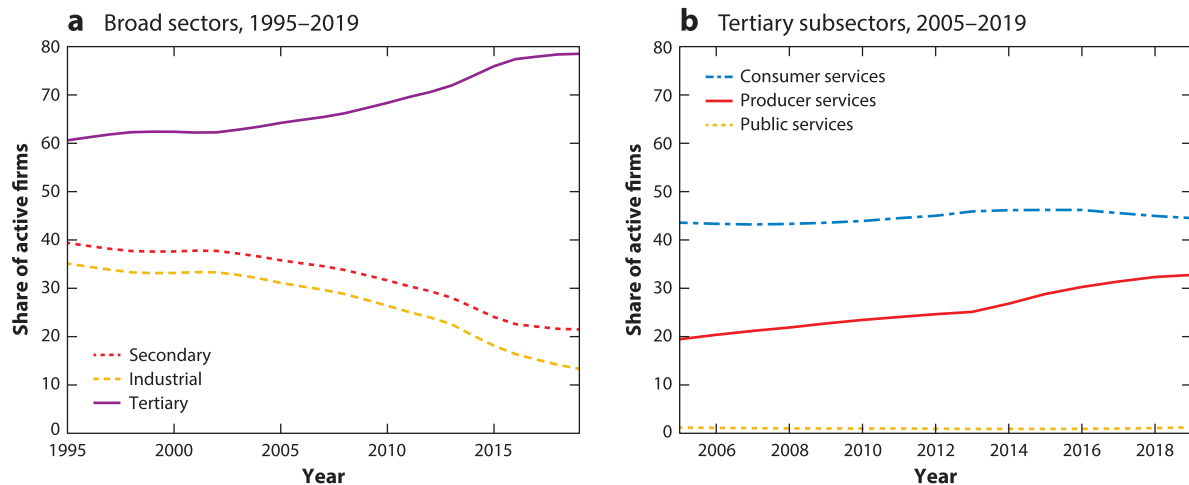 a Broad sectors, 1995–2019
80
70
60
50
40
30
20
10
0
Share of active firms
Secondary
Industrial
Tertiary
1995 2000 2005 2010 2015
Year
b Tertiary subsectors, 2005–2019
80
70
60
50
40
30
20
10
0
Share of active firms
Consumer services
Producer services
Public services
2006 2008 2010 2012 2014 2016 2018
Year